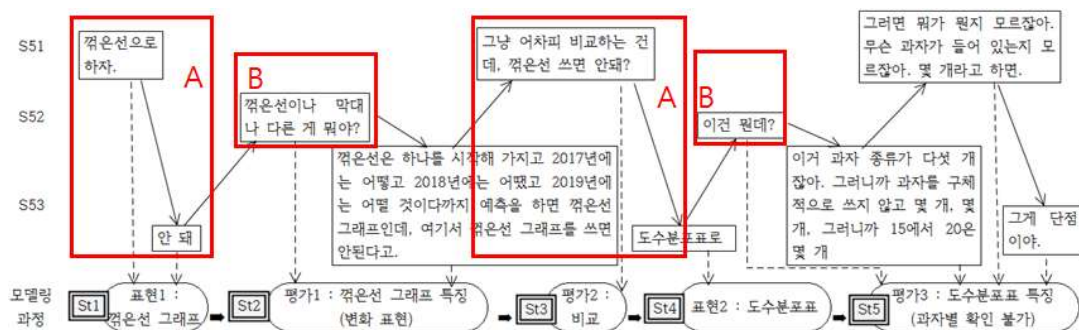 S51
꺾은선으로
하자.
A
그냥 어차피 비교하는 건
데, 꺾은선 쓰면 안돼?
A
그러면 뭐가 뭔지 모르잖아.
무슨 과자가 들어 있는지 모
르잖아. 몇 개라고 하면.
S52
B
꺾은선이나 막대
나 다른 게 뭐야?
B
이건 뭔데?
S53
안 돼
꺾은선은 하나를 시작해 가지고 2017년에
는 어떻고 2018년에는 어땠고 2019년에
는 어떨 것이다까지 예측을 하면 꺾은선
그래프인데, 여기서 꺾은선 그래프를 쓰면
안된다고.
도수분포표로
이거 과자 종류가 다섯 개
잖아. 그러니까 과자를 구체
적으로 쓰지 않고 몇 개, 몇
개, 그러니까 15에서 20은
몇 개
그게 단점
이야.
모델링
과정
St1
표현1 :
꺾은선 그래프
St2
평가1 : 꺾은선 그래프 특징
(변화 표현)
St3
평가2 :
비교
St4
표현2 : 도수분포표
St5
평가3 : 도수분포표 특징
(과자별 확인 불가)